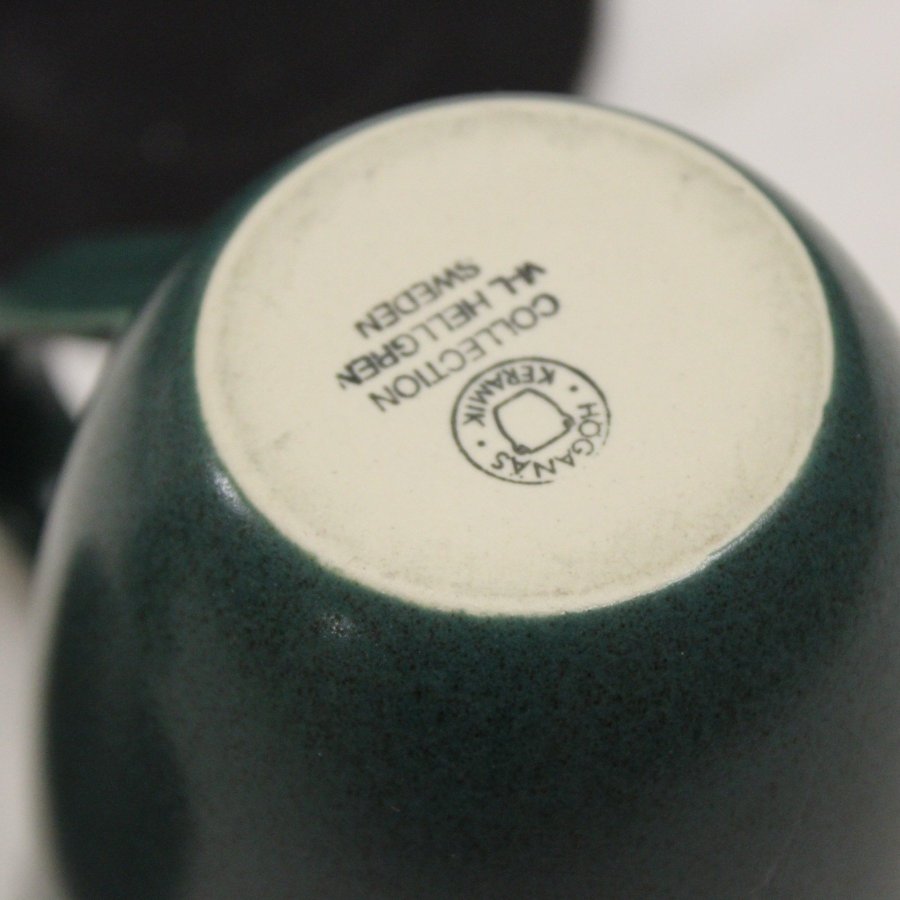 HÖGANÄS
• KERAMIK •
COLLECTION
M-L HELLGREN
SWEDEN